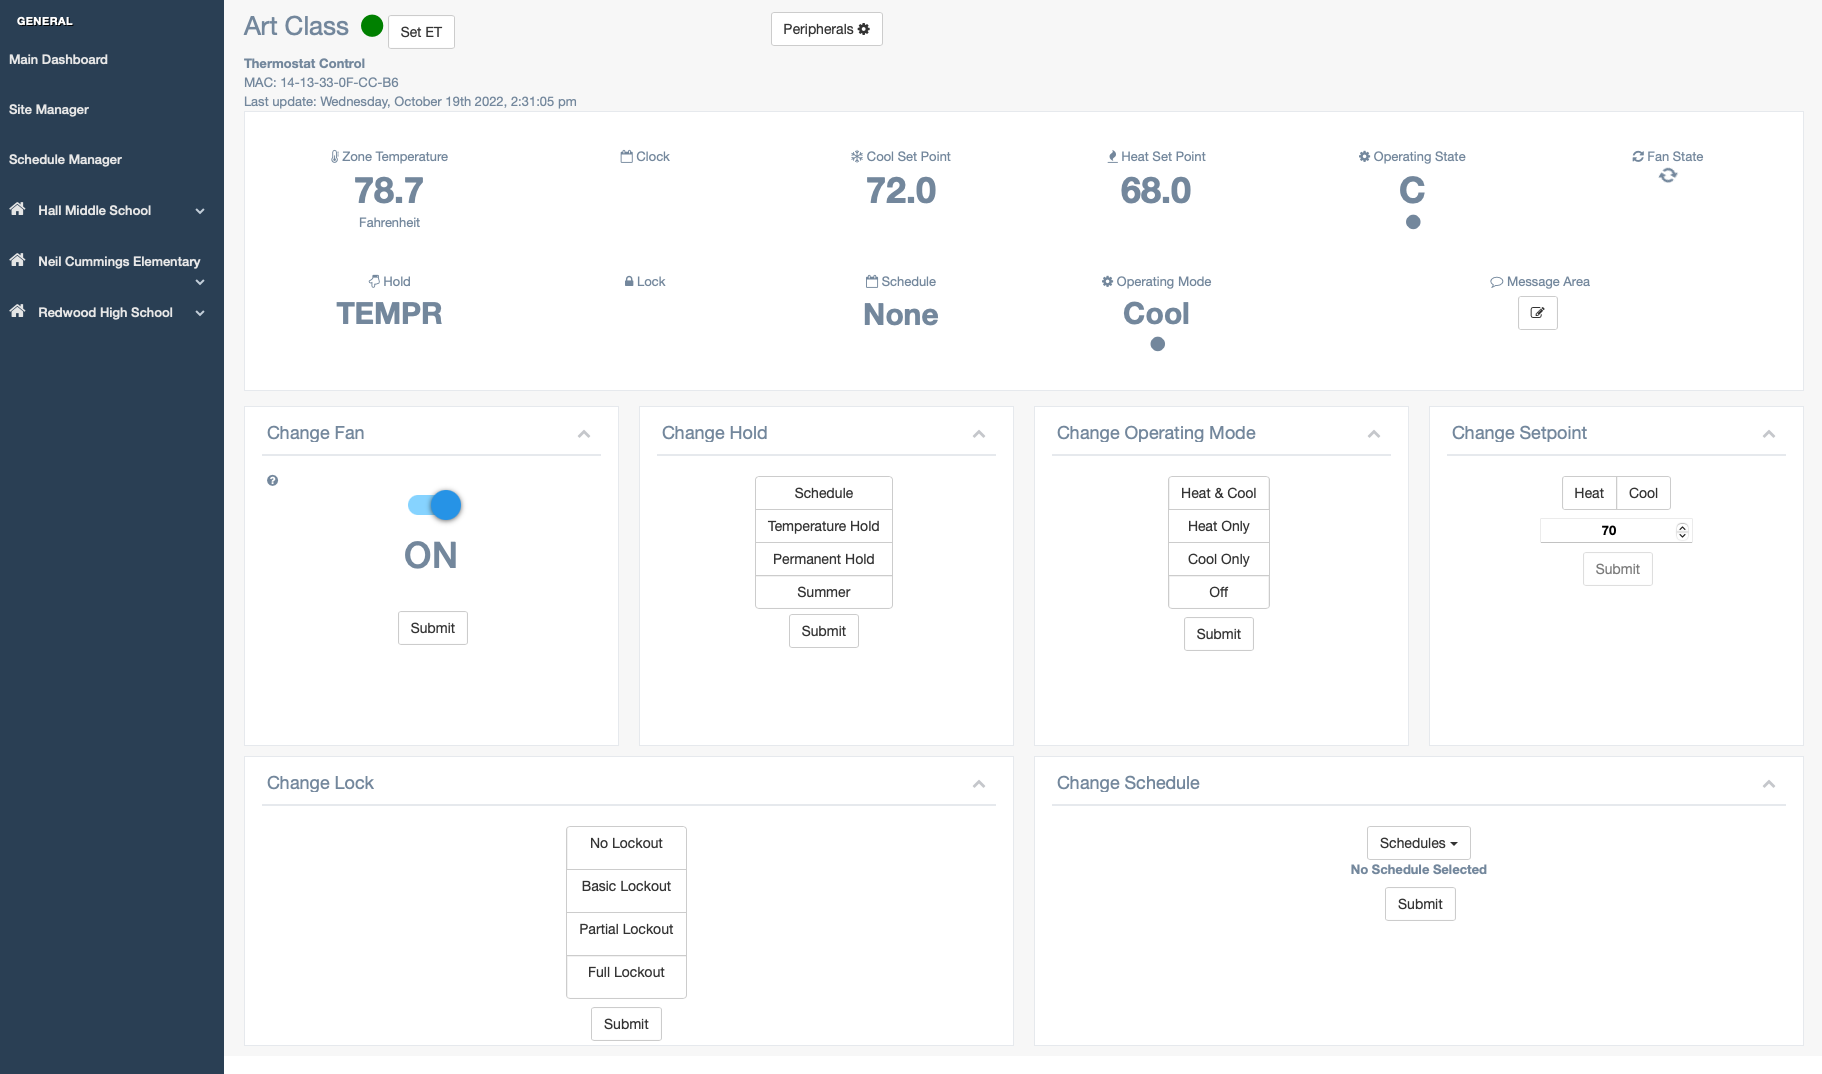 GENERAL
Main Dashboard
Site Manager
Schedule Manager
Hall Middle School
Neil Cummings Elementary
Redwood High School
Art Class
Set ET
Peripherals
Thermostat Control
MAC: 14-13-33-0F-CC-B6
Last update: Wednesday, October 19th 2022, 2:31:05 pm
Zone Temperature
78.7
Fahrenheit
Clock
Cool Set Point
72.0
Heat Set Point
68.0
Operating State
C
Fan State
Hold
TEMPR
Lock
Schedule
None
Operating Mode
Cool
Message Area
Change Fan
ON
Submit
Change Hold
Schedule
Temperature Hold
Permanent Hold
Summer
Submit
Change Operating Mode
Heat & Cool
Heat Only
Cool Only
Off
Submit
Change Setpoint
Heat Cool
70
Submit
Change Lock
No Lockout
Basic Lockout
Partial Lockout
Full Lockout
Submit
Change Schedule
Schedules
No Schedule Selected
Submit